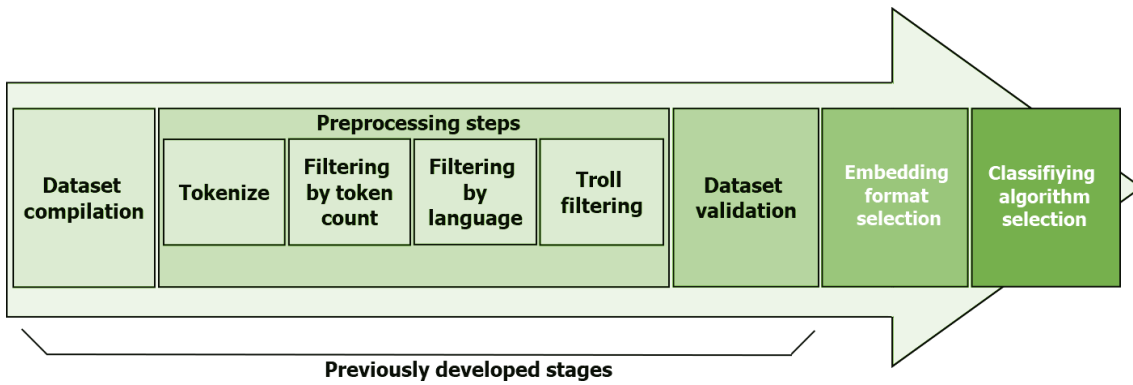 Preprocessing steps
Dataset
compilation
Tokenize
Filtering
by token
count
Filtering
by
language
Troll
filtering
Dataset
validation
Embedding
format
selection
Classifiying
algorithm
selection
Previously developed stages